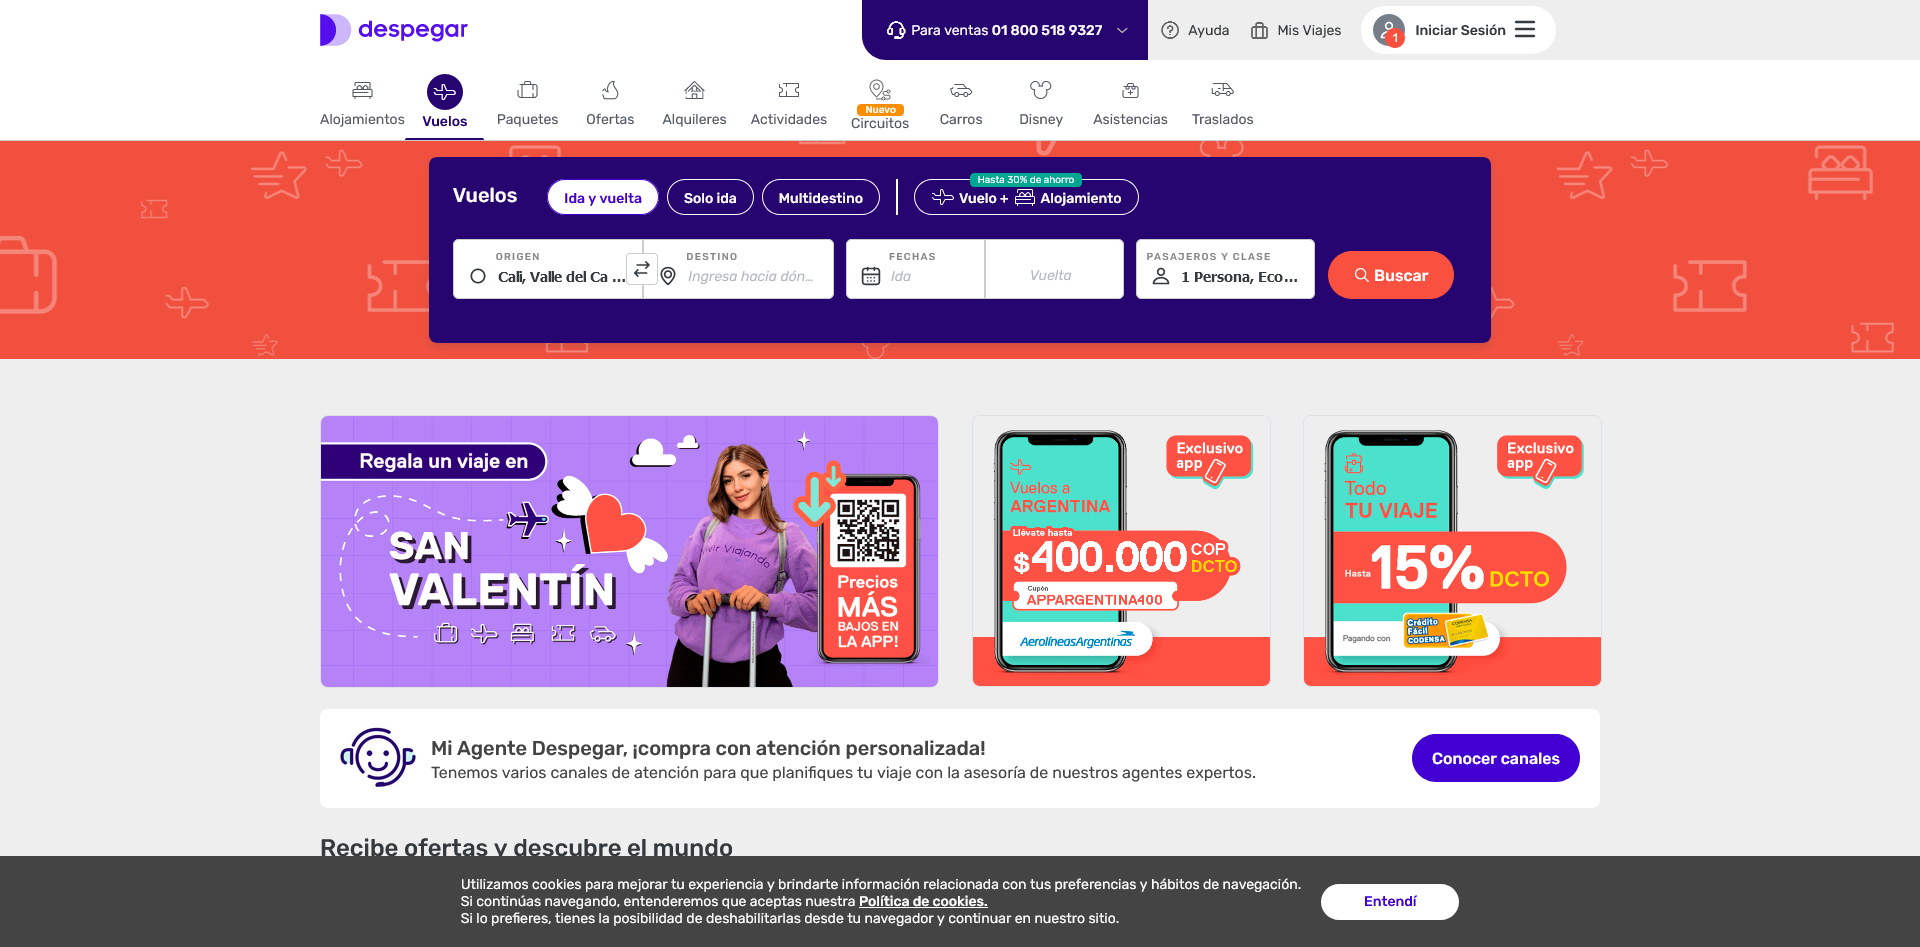 despegar
Para ventas 01 800 518 9327
Ayuda
Mis Viajes
1
Iniciar Sesión
Alojamientos
Vuelos
Paquetes
Ofertas
Alquileres
Actividades
Nuevo
Circuitos
Carros
Disney
Asistencias
Traslados
Vuelos
Ida y vuelta
Solo ida
Multidestino
Hasta 30% de ahorro
Vuelo + Alojamiento
ORIGEN
Cali, Valle del Ca ...
DESTINO
Ingresa hacia dón...
FECHAS
Ida
Vuelta
PASAJEROS Y CLASE
1 Persona, Eco...
Buscar
Regala un viaje en
SAN
VALENTÍN
Vivir Viajando
Precios
MÁS
BAJOS EN
LA APP!
Exclusivo
app
Vuelos a
ARGENTINA
Llévate hasta
$400.000 COP
DCTO
Cupón
APPARGENTINA400
AerolíneasArgentinas
Exclusivo
app
Todo
TU VIAJE
Hasta 15% DCTO
Pagando con
Crédito
Fácil
CODENSA
Mi Agente Despegar, ¡compra con atención personalizada!
Tenemos varios canales de atención para que planifiques tu viaje con la asesoría de nuestros agentes expertos.
Conocer canales
Recibe ofertas y descubre el mundo
Utilizamos cookies para mejorar tu experiencia y brindarte información relacionada con tus preferencias y hábitos de navegación.
Si continúas navegando, entenderemos que aceptas nuestra Política de cookies.
Si lo prefieres, tienes la posibilidad de deshabilitarlas desde tu navegador y continuar en nuestro sitio.
Entendí